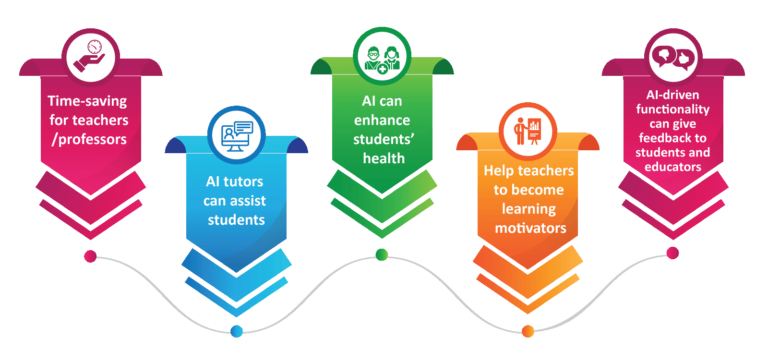 Time-saving
for teachers
/professors
AI tutors
can assist
students
AI can
enhance
students'
health
Help teachers
to become
learning
motivators
AI-driven
functionality
can give
feedback to
students and
educators